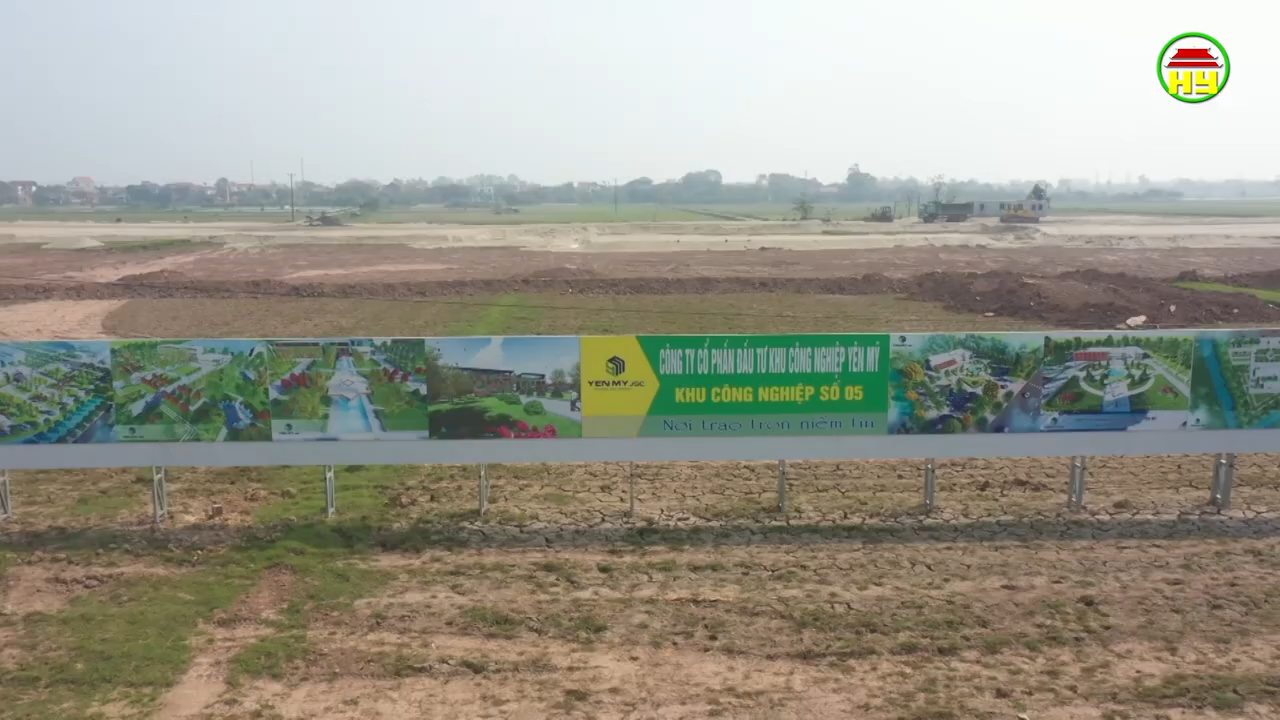 HY
YEN MY JSC
CÔNG TY CỔ PHẦN ĐẦU TƯ KHU CÔNG NGHIỆP YÊN MỸ
KHU CÔNG NGHIỆP SỐ 05
Nơi trao trọn niềm tin